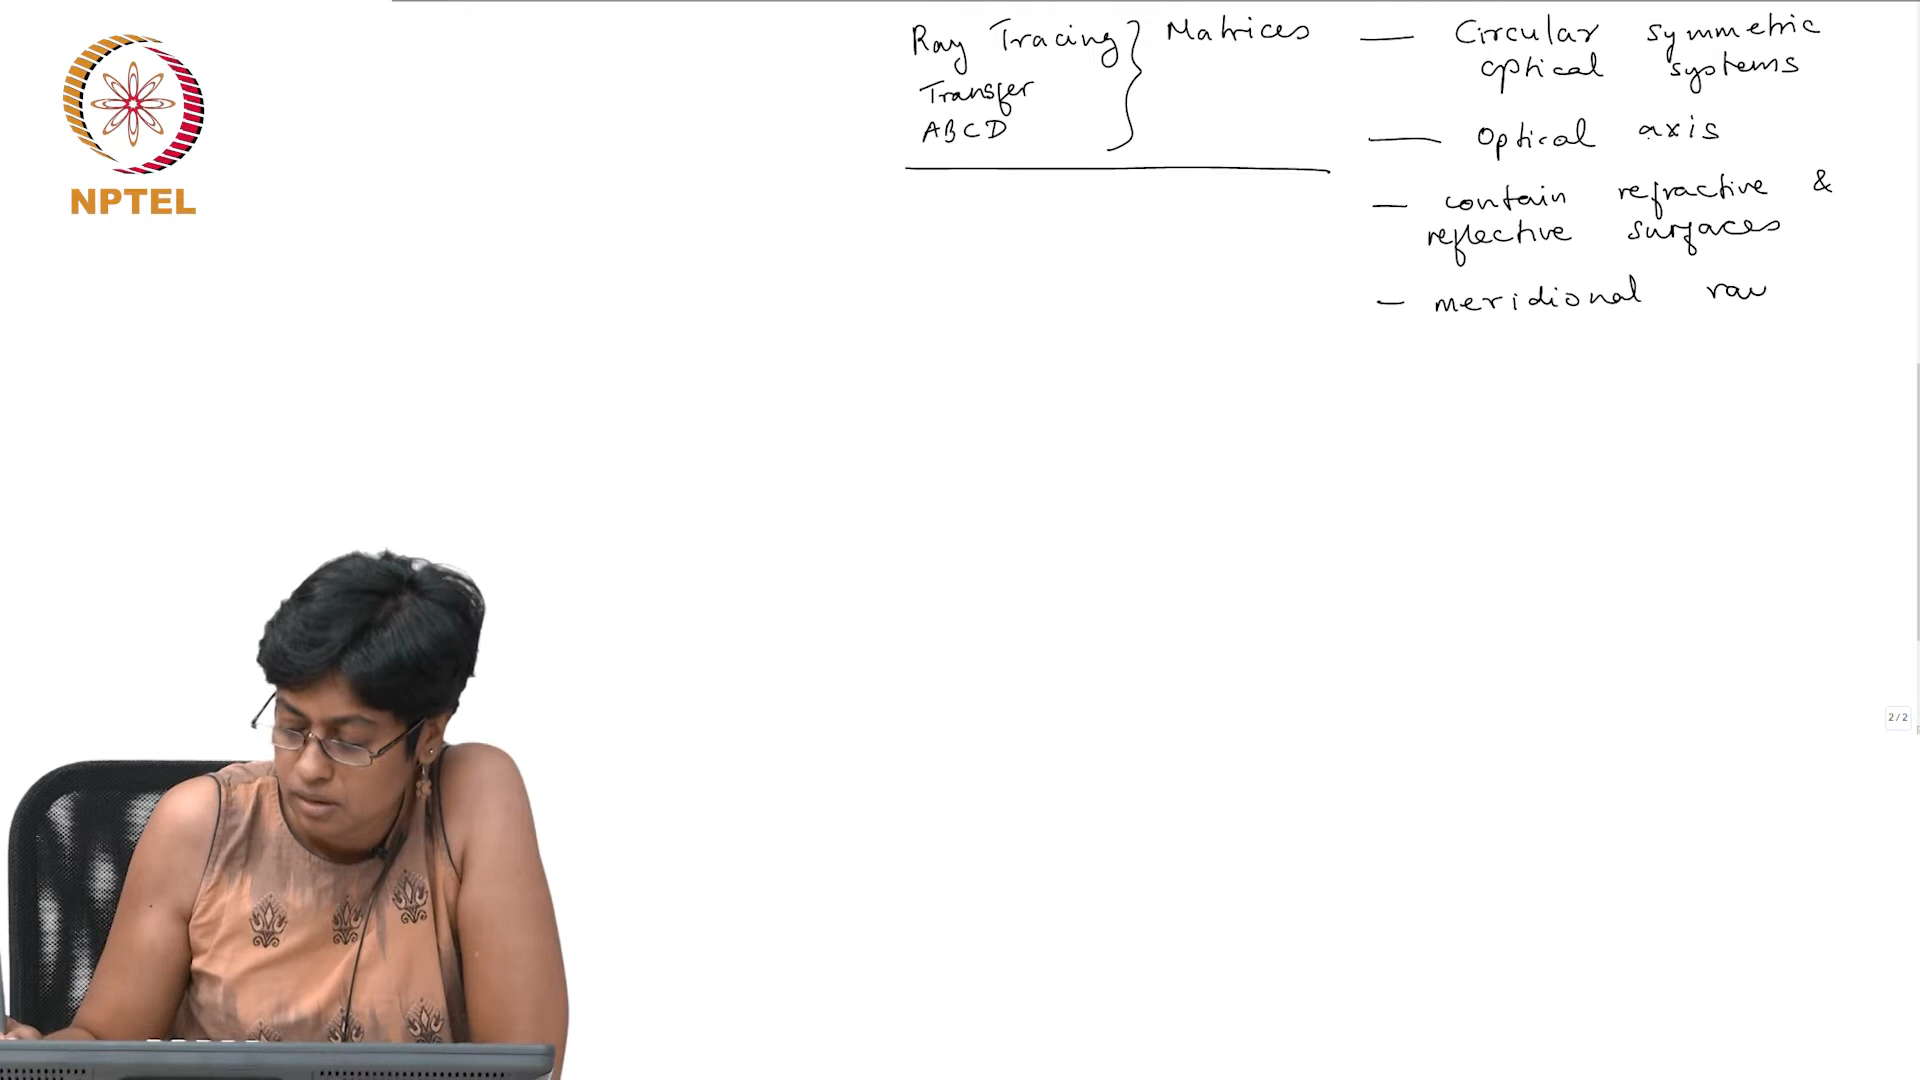 NPTEL
Ray Tracing
Transfer
ABCD
Matrices
— Circular symmetric
optical systems
— Optical axis
— contain refractive &
reflective surfaces
— meridional
2/2